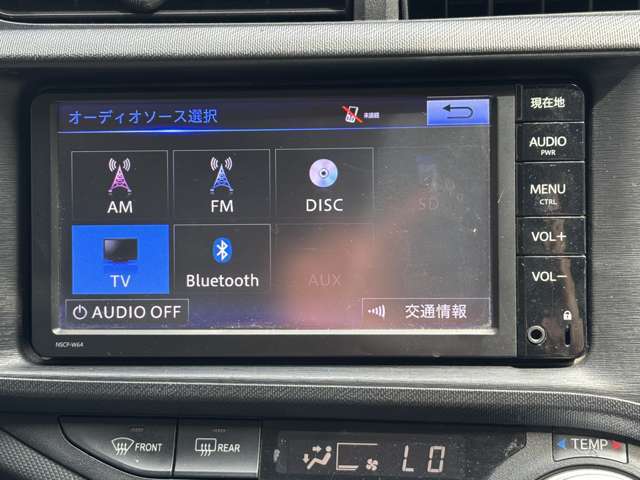 オーディオソース選択
未接続
現在地
AUDIO
PWR
MENU
CTRL
VOL+
VOL−
AM
FM
DISC
SD
TV
Bluetooth
AUX
AUDIO OFF
交通情報
NSCP-W64
FRONT
REAR
LO
TEMP